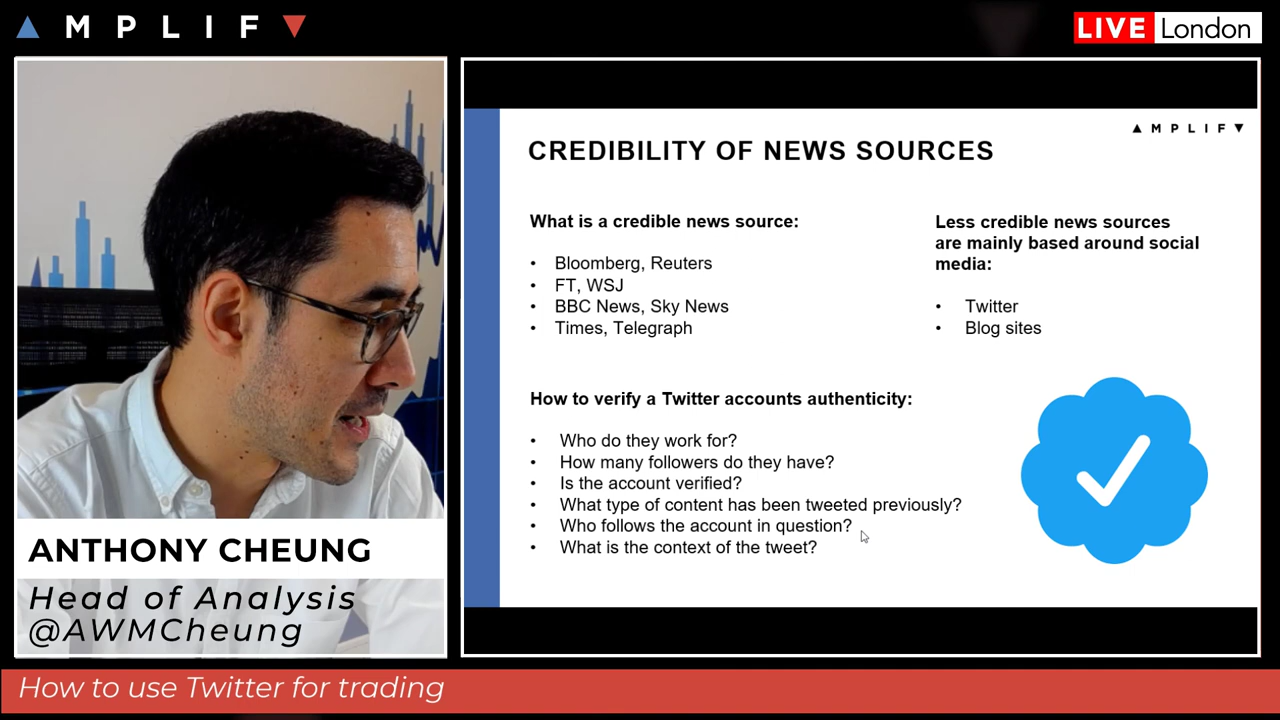 AMPLIFY
LIVE London
AMPLIFY
CREDIBILITY OF NEWS SOURCES
What is a credible news source:
• Bloomberg, Reuters
• FT, WSJ
• BBC News, Sky News
• Times, Telegraph
Less credible news sources
are mainly based around social
media:
• Twitter
• Blog sites
How to verify a Twitter accounts authenticity:
• Who do they work for?
• How many followers do they have?
• Is the account verified?
• What type of content has been tweeted previously?
• Who follows the account in question?
• What is the context of the tweet?
ANTHONY CHEUNG
Head of Analysis
@AWMCheung
How to use Twitter for trading